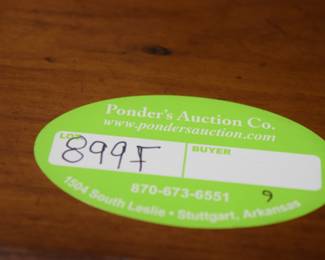 Ponder's Auction Co.
www.pondersauction.com
LOT
BUYER
899F
870-673-6551
9
1504 South Leslie • Stuttgart, Arkansas